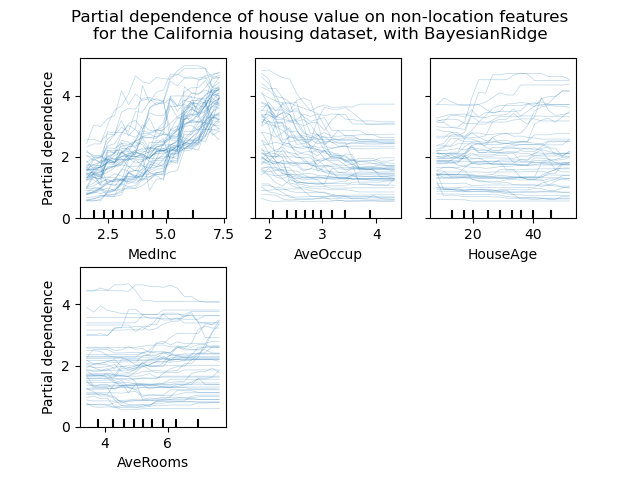 Partial dependence of house value on non-location features
for the California housing dataset, with BayesianRidge
Partial dependence
4
2
0
2.5 5.0 7.5
MedInc
2 3 4
AveOccup
20 40
HouseAge
Partial dependence
4
2
0
4 6
AveRooms